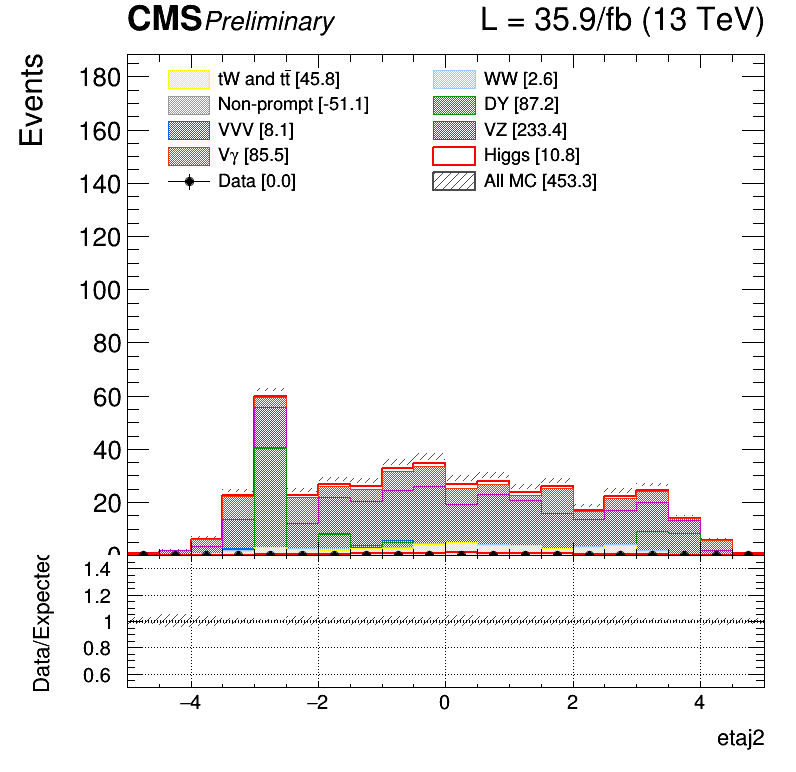 CMS Preliminary L = 35.9/fb (13 TeV)
Events
180
160
140
120
100
80
60
40
20
0
tW and tt̄ [45.8]
Non-prompt [-51.1]
VVV [8.1]
Vγ [85.5]
Data [0.0]
WW [2.6]
DY [87.2]
VZ [233.4]
Higgs [10.8]
All MC [453.3]
Data/Expected
1.4
1.2
1
0.8
0.6
−4 −2 0 2 4
etaj2